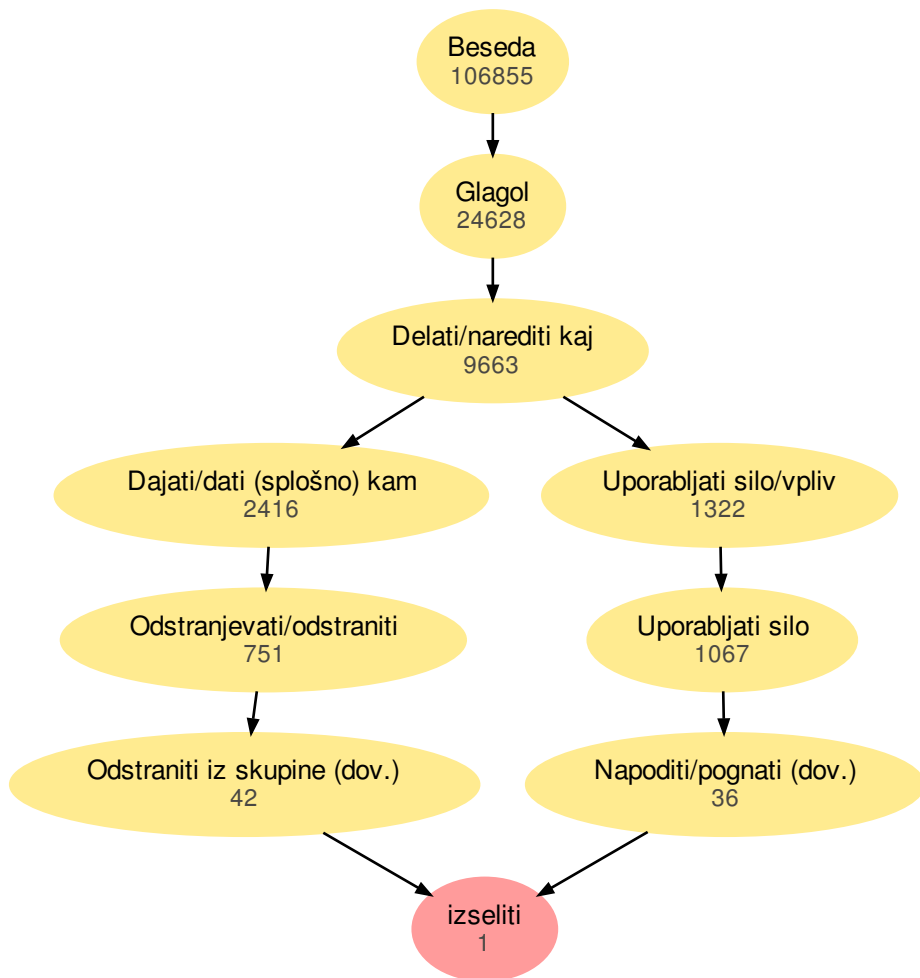 Beseda
106855
Glagol
24628
Delati/narediti kaj
9663
Dajati/dati (splošno) kam
2416
Uporabljati silo/vpliv
1322
Odstranjevati/odstraniti
751
Uporabljati silo
1067
Odstraniti iz skupine (dov.)
42
Napoditi/pognati (dov.)
36
izseliti
1